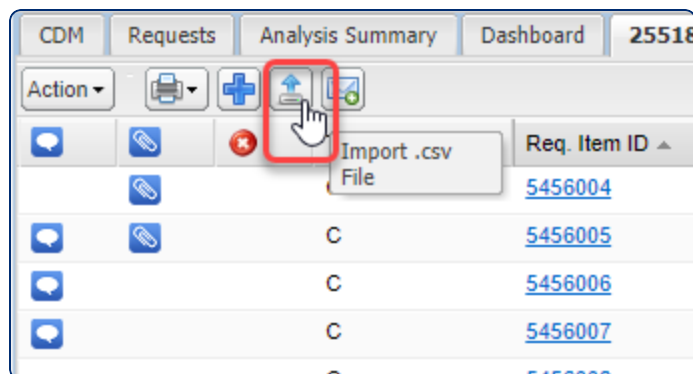 CDM Requests Analysis Summary Dashboard 25518
Action
Import .csv
File
Req. Item ID
5456004
C 5456005
C 5456006
C 5456007